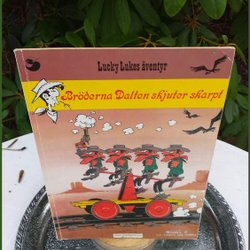 Lucky Lukes äventyr
Bröderna Dalton skjuter skarpt